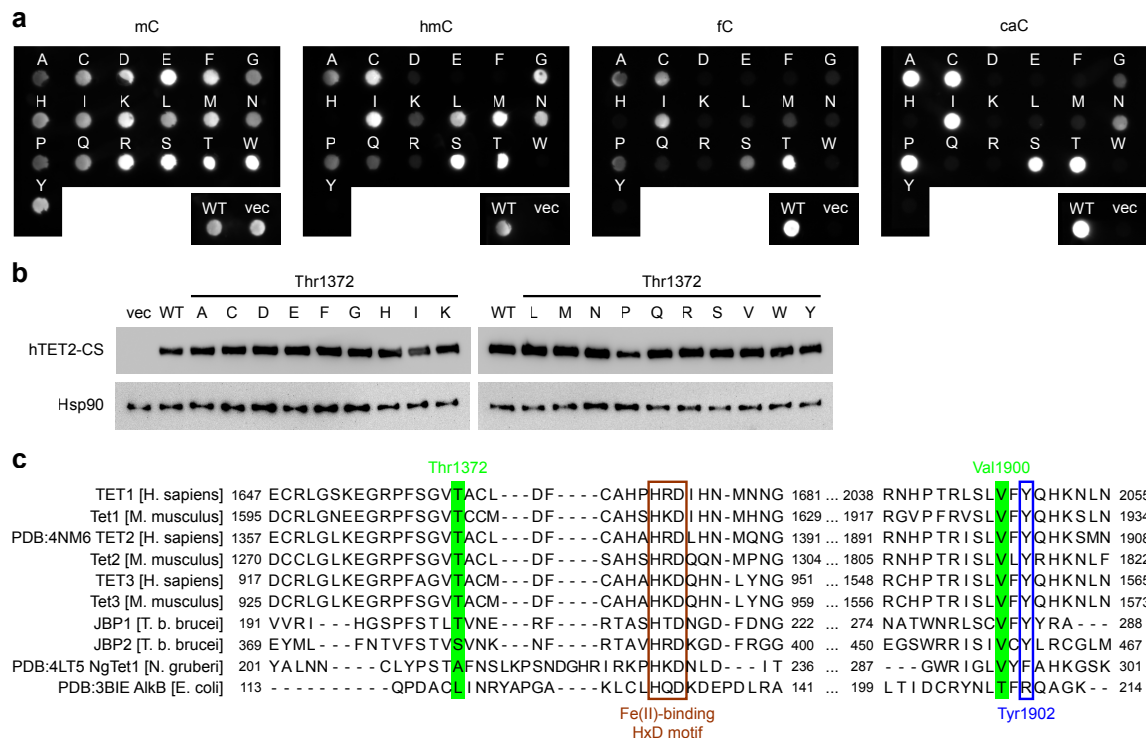 a
mC hmC fC caC
A C D E F G A C D E F G A C D E F G A C D E F G
H I K L M N H I K L M N H I K L M N H I K L M N
P Q R S T W P Q R S T W P Q R S T W P Q R S T W
Y Y Y Y
WT vec WT vec WT vec WT vec
b
Thr1372 Thr1372
vec WT A C D E F G H I K WT L M N P Q R S V W Y
hTET2-CS
Hsp90
c
Thr1372 Val1900
TET1 [H. sapiens] 1647 ECRLGSKEGRPFSGVTACL---DF----CAHPHRDIHN-MNNG 1681 ... 2038 RNHPTRLSLVFYQHKNLN 2055
Tet1 [M. musculus] 1595 DCRLGNEEGRPFSGVTCCM---DF----CAHSHKDIHN-MHNG 1629 ... 1917 RGVPFRVSLVFYQHKSLN 1934
PDB:4NM6 TET2 [H. sapiens] 1357 ECRLGLKEGRPFSGVTACL---DF----CAHAHRDLHN-MQNG 1391 ... 1891 RNHPTRISLVFYQHKSMN 1908
Tet2 [M. musculus] 1270 DCCLGLKEGRPFSGVTACL---DF----CAHSHRDQQN-MPNG 1304 ... 1805 RNHPTRISLVLYRHKNLF 1822
TET3 [H. sapiens] 917 DCRLGLKEGRPFAGVTACM---DF----CAHAHKDQHN-LYNG 951 ... 1548 RCHPTRISLVFYQHKNLN 1565
Tet3 [M. musculus] 925 DCRLGLKEGRPFSGVTACM---DF----CAHAHKDQHN-LYNG 959 ... 1556 RCHPTRISLVFYQHKNLN 1573
JBP1 [T. b. brucei] 191 VVRI---HGSPFSTLTVNE----RF----RTASHTDNGD-FDNG 222 ... 274 NATWNRLSCVFYYRA--- 288
JBP2 [T. b. brucei] 369 EYML----FNTVFSTVSVNK----NF----RTAVHRDKGD-FRGG 400 ... 450 EGSWRRISIVCYLRCGLM 467
PDB:4LT5 NgTet1 [N. gruberi] 201 YALNN----CLYPSTAFNSLKPSNDGHRIRKPHKDNLD---IT 236 ... 287 ---GWRIGLVYFAHKGSK 301
PDB:3BIE AlkB [E. coli] 113 ----------QPDACLINRYAPGA----KLCLHQDKDEPDLRA 141 ... 199 LTIDCRYNLTFRQAGK-- 214
Fe(II)-binding Tyr1902
HxD motif